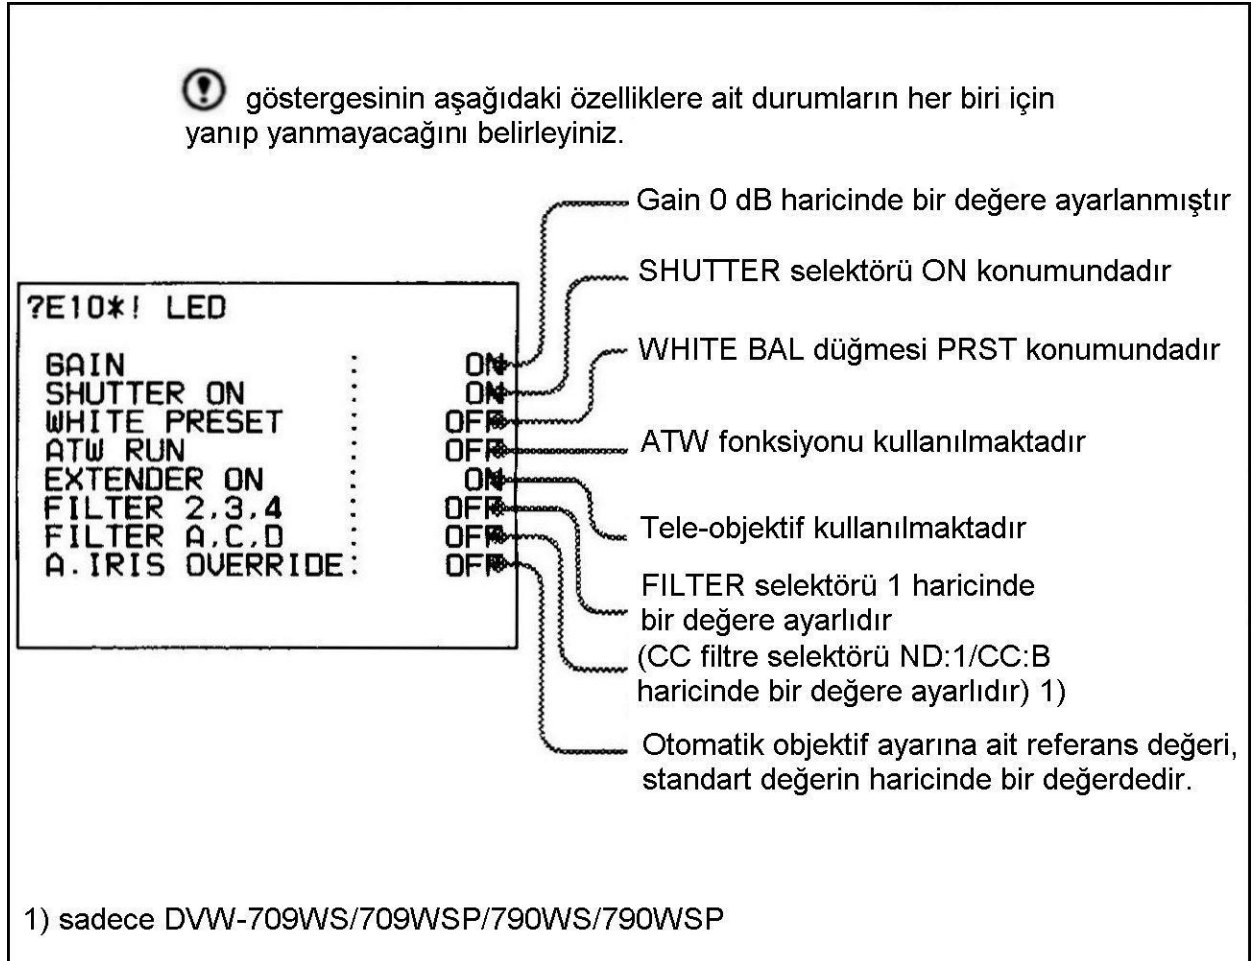 göstergesinin aşağıdaki özelliklere ait durumların her biri için
yanıp yanmayacağını belirleyiniz.
?E10*! LED
GAIN : ON
SHUTTER ON : ON
WHITE PRESET : OFF
ATW RUN : OFF
EXTENDER ON : ON
FILTER 2,3,4 : OFF
FILTER A,C,D : OFF
A.IRIS OVERRIDE: OFF
Gain 0 dB haricinde bir değere ayarlanmıştır
SHUTTER selektörü ON konumundadır
WHITE BAL düğmesi PRST konumundadır
ATW fonksiyonu kullanılmaktadır
Tele-objektif kullanılmaktadır
FILTER selektörü 1 haricinde
bir değere ayarlıdır
(CC filtre selektörü ND:1/CC:B
haricinde bir değere ayarlıdır) 1)
Otomatik objektif ayarına ait referans değeri,
standart değerin haricinde bir değerdedir.
1) sadece DVW-709WS/709WSP/790WS/790WSP